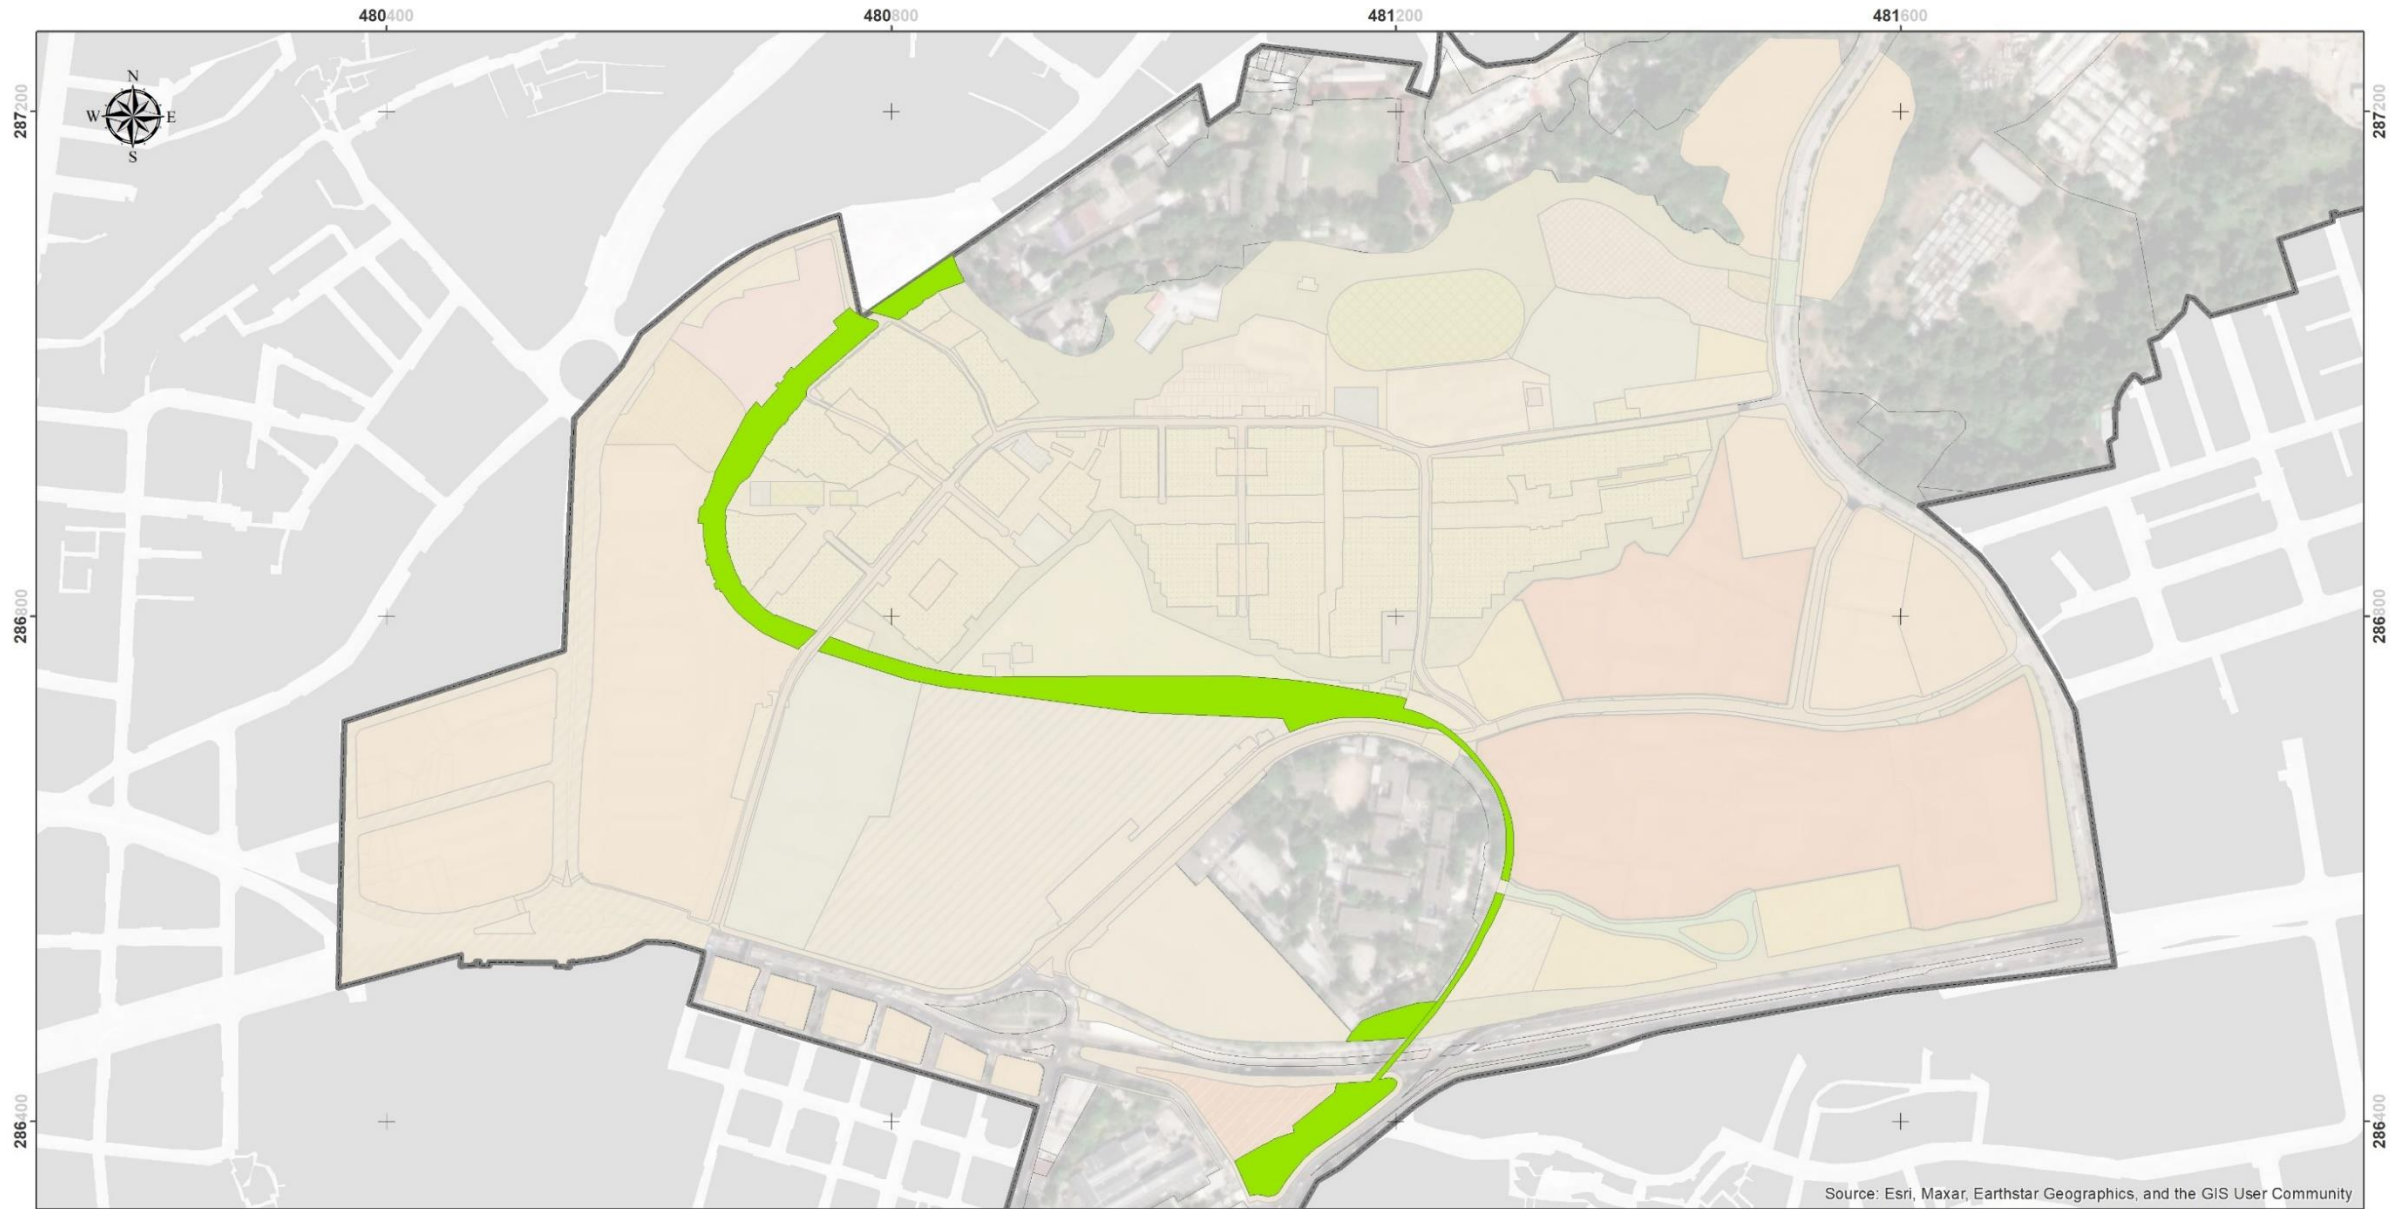 480400 480800 481200 481600
N
W E
S
287200 287200
286800 286800
286400 286400
Source: Esri, Maxar, Earthstar Geographics, and the GIS User Community